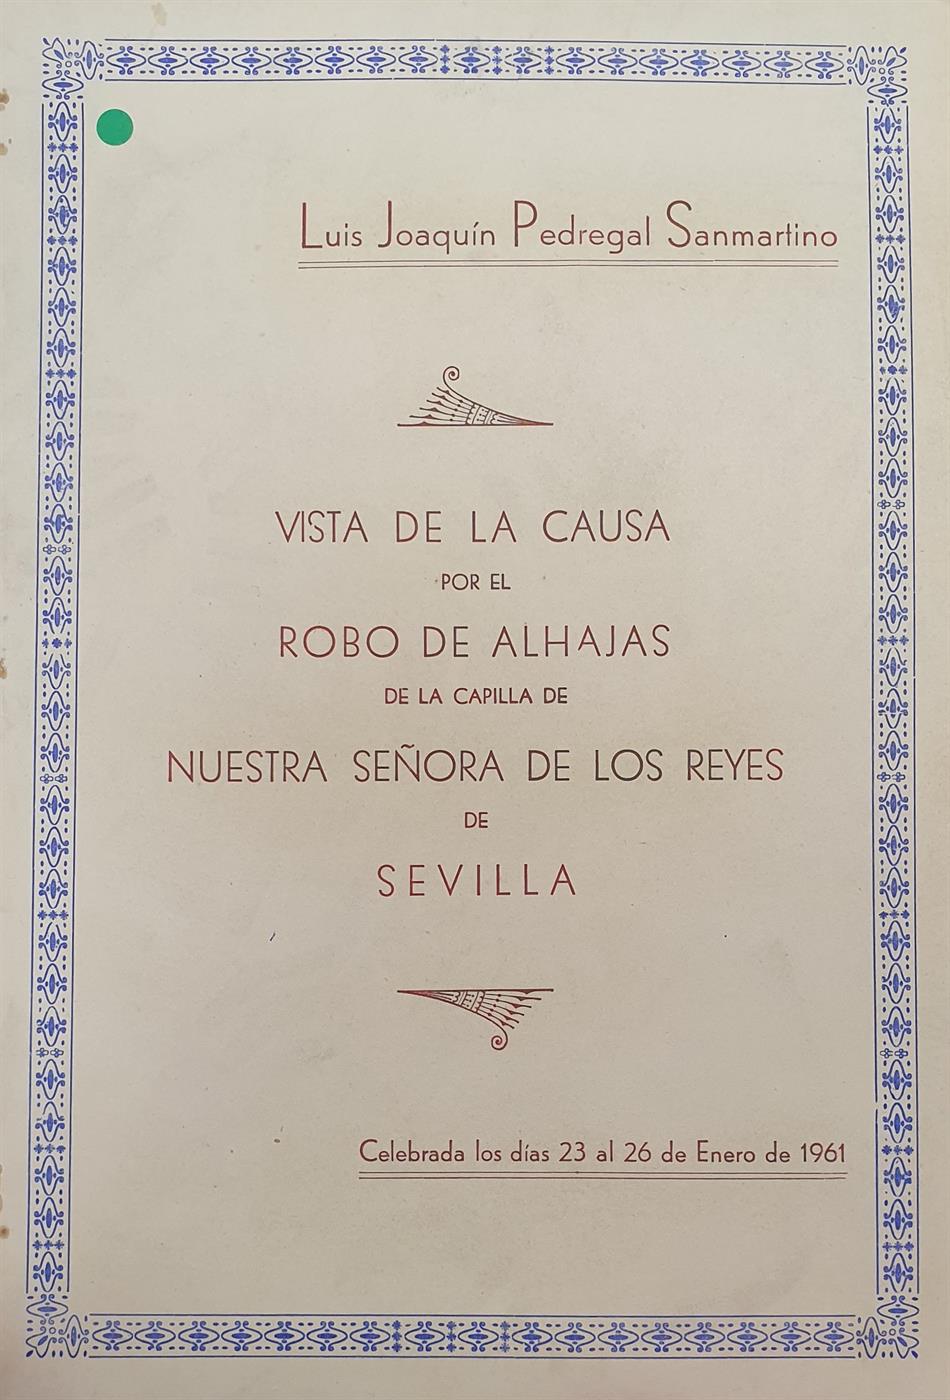 Luis Joaquín Pedregal Sanmartino
VISTA DE LA CAUSA
POR EL
ROBO DE ALHAJAS
DE LA CAPILLA DE
NUESTRA SEÑORA DE LOS REYES
DE
SEVILLA
Celebrada los días 23 al 26 de Enero de 1961